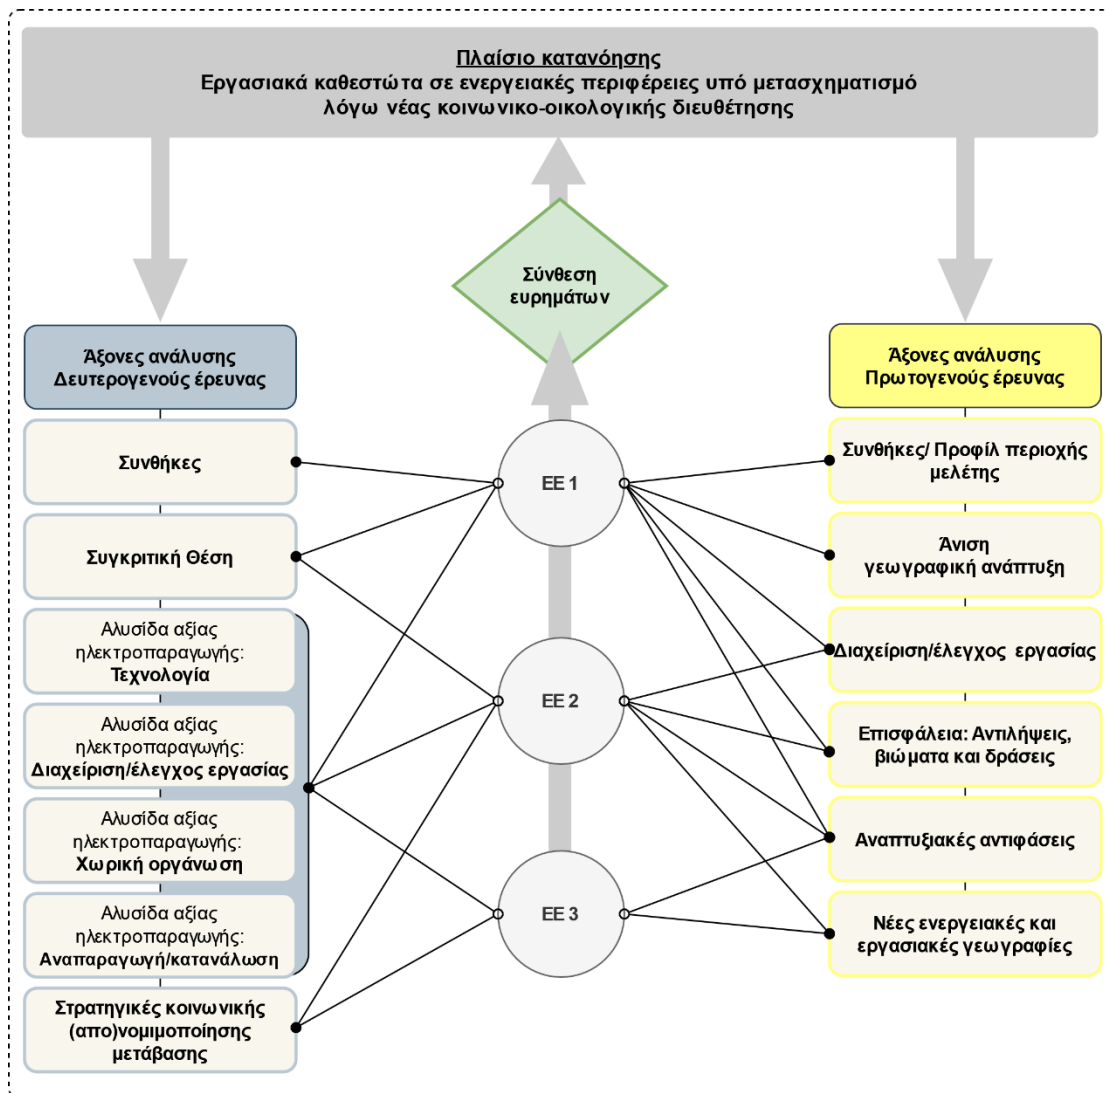 Πλαίσιο κατανόησης
Εργασιακά καθεστώτα σε ενεργειακές περιφέρειες υπό μετασχηματισμό
λόγω νέας κοινωνικο-οικολογικής διευθέτησης
Σύνθεση
ευρημάτων
Άξονες ανάλυσης
Δευτερογενούς έρευνας
Συνθήκες
Συγκριτική Θέση
Αλυσίδα αξίας
ηλεκτροπαραγωγής:
Τεχνολογία
Αλυσίδα αξίας
ηλεκτροπαραγωγής:
Διαχείριση/έλεγχος εργασίας
Αλυσίδα αξίας
ηλεκτροπαραγωγής:
Χωρική οργάνωση
Αλυσίδα αξίας
ηλεκτροπαραγωγής:
Αναπαραγωγή/κατανάλωση
Στρατηγικές κοινωνικής
(απο)νομιμοποίησης
μετάβασης
ΕΕ 1
ΕΕ 2
ΕΕ 3
Άξονες ανάλυσης
Πρωτογενούς έρευνας
Συνθήκες/ Προφίλ περιοχής
μελέτης
Άνιση
γεωγραφική ανάπτυξη
Διαχείριση/έλεγχος εργασίας
Επισφάλεια: Αντιλήψεις,
βιώματα και δράσεις
Αναπτυξιακές αντιφάσεις
Νέες ενεργειακές και
εργασιακές γεωγραφίες